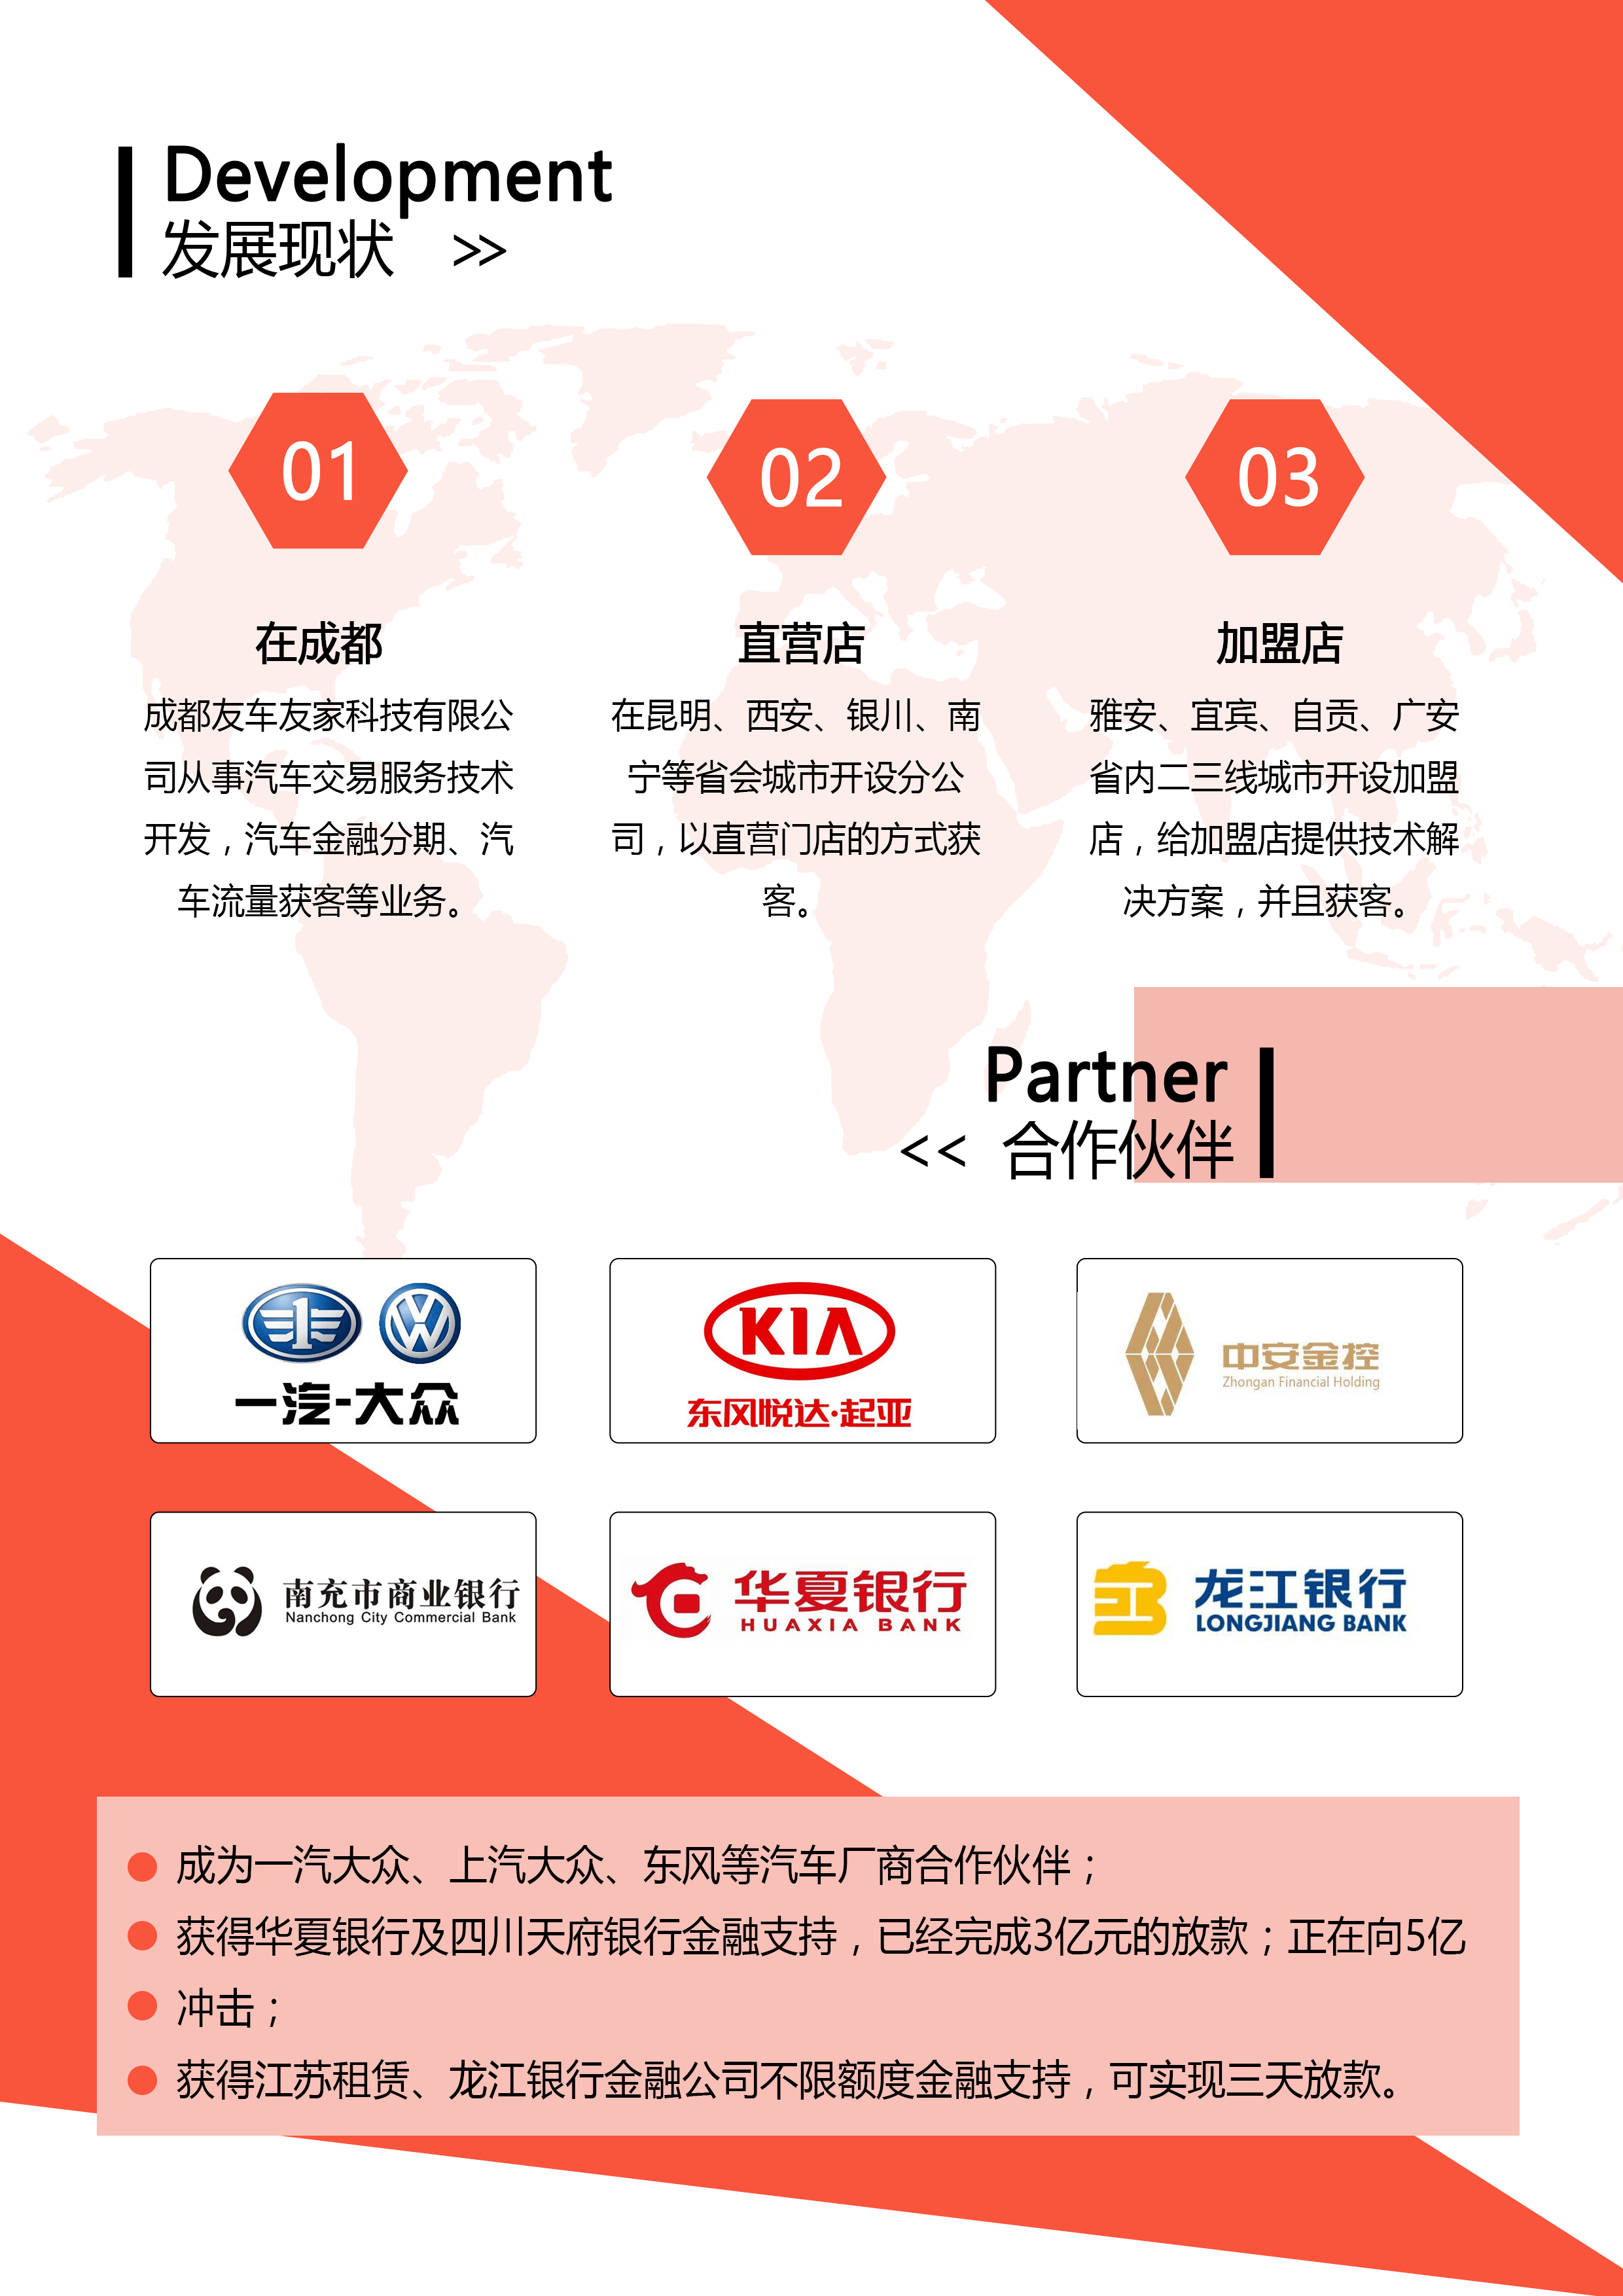 Development
发展现状 >>
01
02
03
在成都
成都友车友家科技有限公
司从事汽车交易服务技术
开发，汽车金融分期、汽
车流量获客等业务。
直营店
在昆明、西安、银川、南
宁等省会城市开设分公
司，以直营门店的方式获
客。
加盟店
雅安、宜宾、自贡、广安
省内二三线城市开设加盟
店，给加盟店提供技术解
决方案，并且获客。
Partner
<< 合作伙伴
一汽-大众
KIA
东风悦达·起亚
中安金控
Zhongan Financial Holding
南充市商业银行
Nanchong City Commercial Bank
华夏银行
HUAXIA BANK
龙江银行
LONGJIANG BANK
成为一汽大众、上汽大众、东风等汽车厂商合作伙伴；
获得华夏银行及四川天府银行金融支持，已经完成3亿元的放款；正在向5亿
冲击；
获得江苏租赁、龙江银行金融公司不限额度金融支持，可实现三天放款。